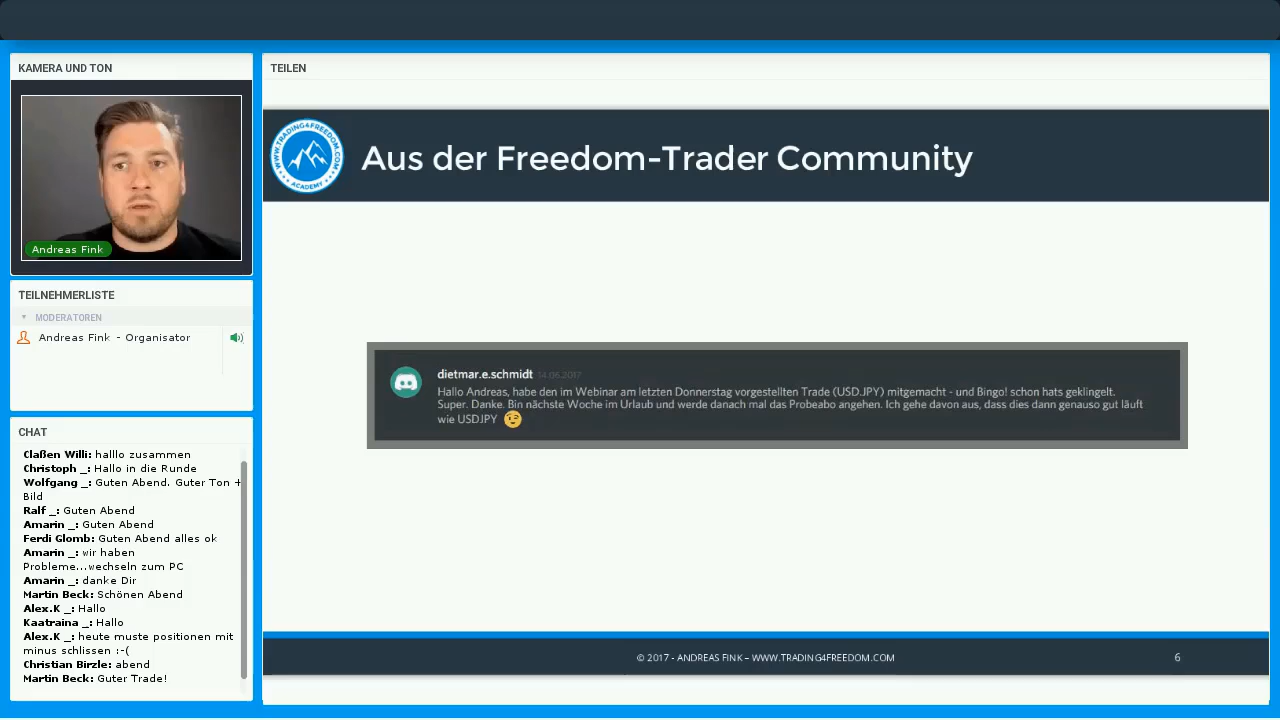 KAMERA UND TON
Andreas Fink
TEILNEHMERLISTE
MODERATOREN
Andreas Fink - Organisator
CHAT
Claßen Willi: halllo zusammen
Christoph _: Hallo in die Runde
Wolfgang _: Guten Abend. Guter Ton +
Bild
Ralf _: Guten Abend
Amarin _: Guten Abend
Ferdi Glomb: Guten Abend alles ok
Amarin _: wir haben
Probleme...wechseln zum PC
Amarin _: danke Dir
Martin Beck: Schönen Abend
Alex.K _: Hallo
Kaatraina _: Hallo
Alex.K _: heute muste positionen mit
minus schlissen :-(
Christian Birzle: abend
Martin Beck: Guter Trade!
TEILEN
WWW.TRADING4FREEDOM.COM
ACADEMY
Aus der Freedom-Trader Community
dietmar.e.schmidt 14.06.2017
Hallo Andreas, habe den im Webinar am letzten Donnerstag vorgestellten Trade (USD.JPY) mitgemacht - und Bingo! schon hats geklingelt.
Super. Danke. Bin nächste Woche im Urlaub und werde danach mal das Probeabo angehen. Ich gehe davon aus, dass dies dann genauso gut läuft
wie USDJPY 😉
© 2017 - ANDREAS FINK – WWW.TRADING4FREEDOM.COM
6